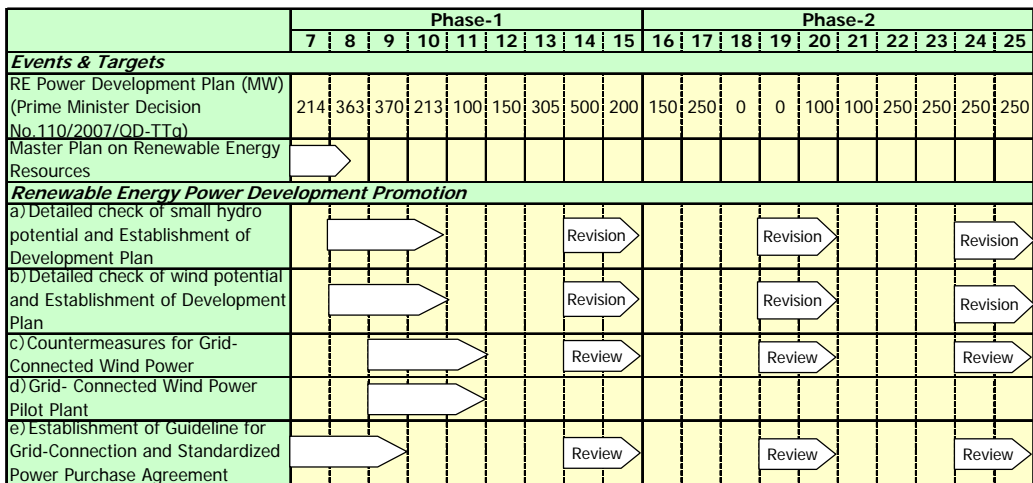 Phase-1 Phase-2
7 8 9 10 11 12 13 14 15 16 17 18 19 20 21 22 23 24 25
Events & Targets
RE Power Development Plan (MW)
(Prime Minister Decision
No.110/2007/QD-TTg)
214 363 370 213 100 150 305 500 200 150 250 0 0 100 100 250 250 250 250
Master Plan on Renewable Energy
Resources
Renewable Energy Power Development Promotion
a)Detailed check of small hydro
potential and Establishment of
Development Plan
Revision Revision Revision
b)Detailed check of wind potential
and Establishment of Development
Plan
Revision Revision Revision
c)Countermeasures for Grid-
Connected Wind Power
Review Review Review
d)Grid- Connected Wind Power
Pilot Plant
e)Establishment of Guideline for
Grid-Connection and Standardized
Power Purchase Agreement
Review Review Review